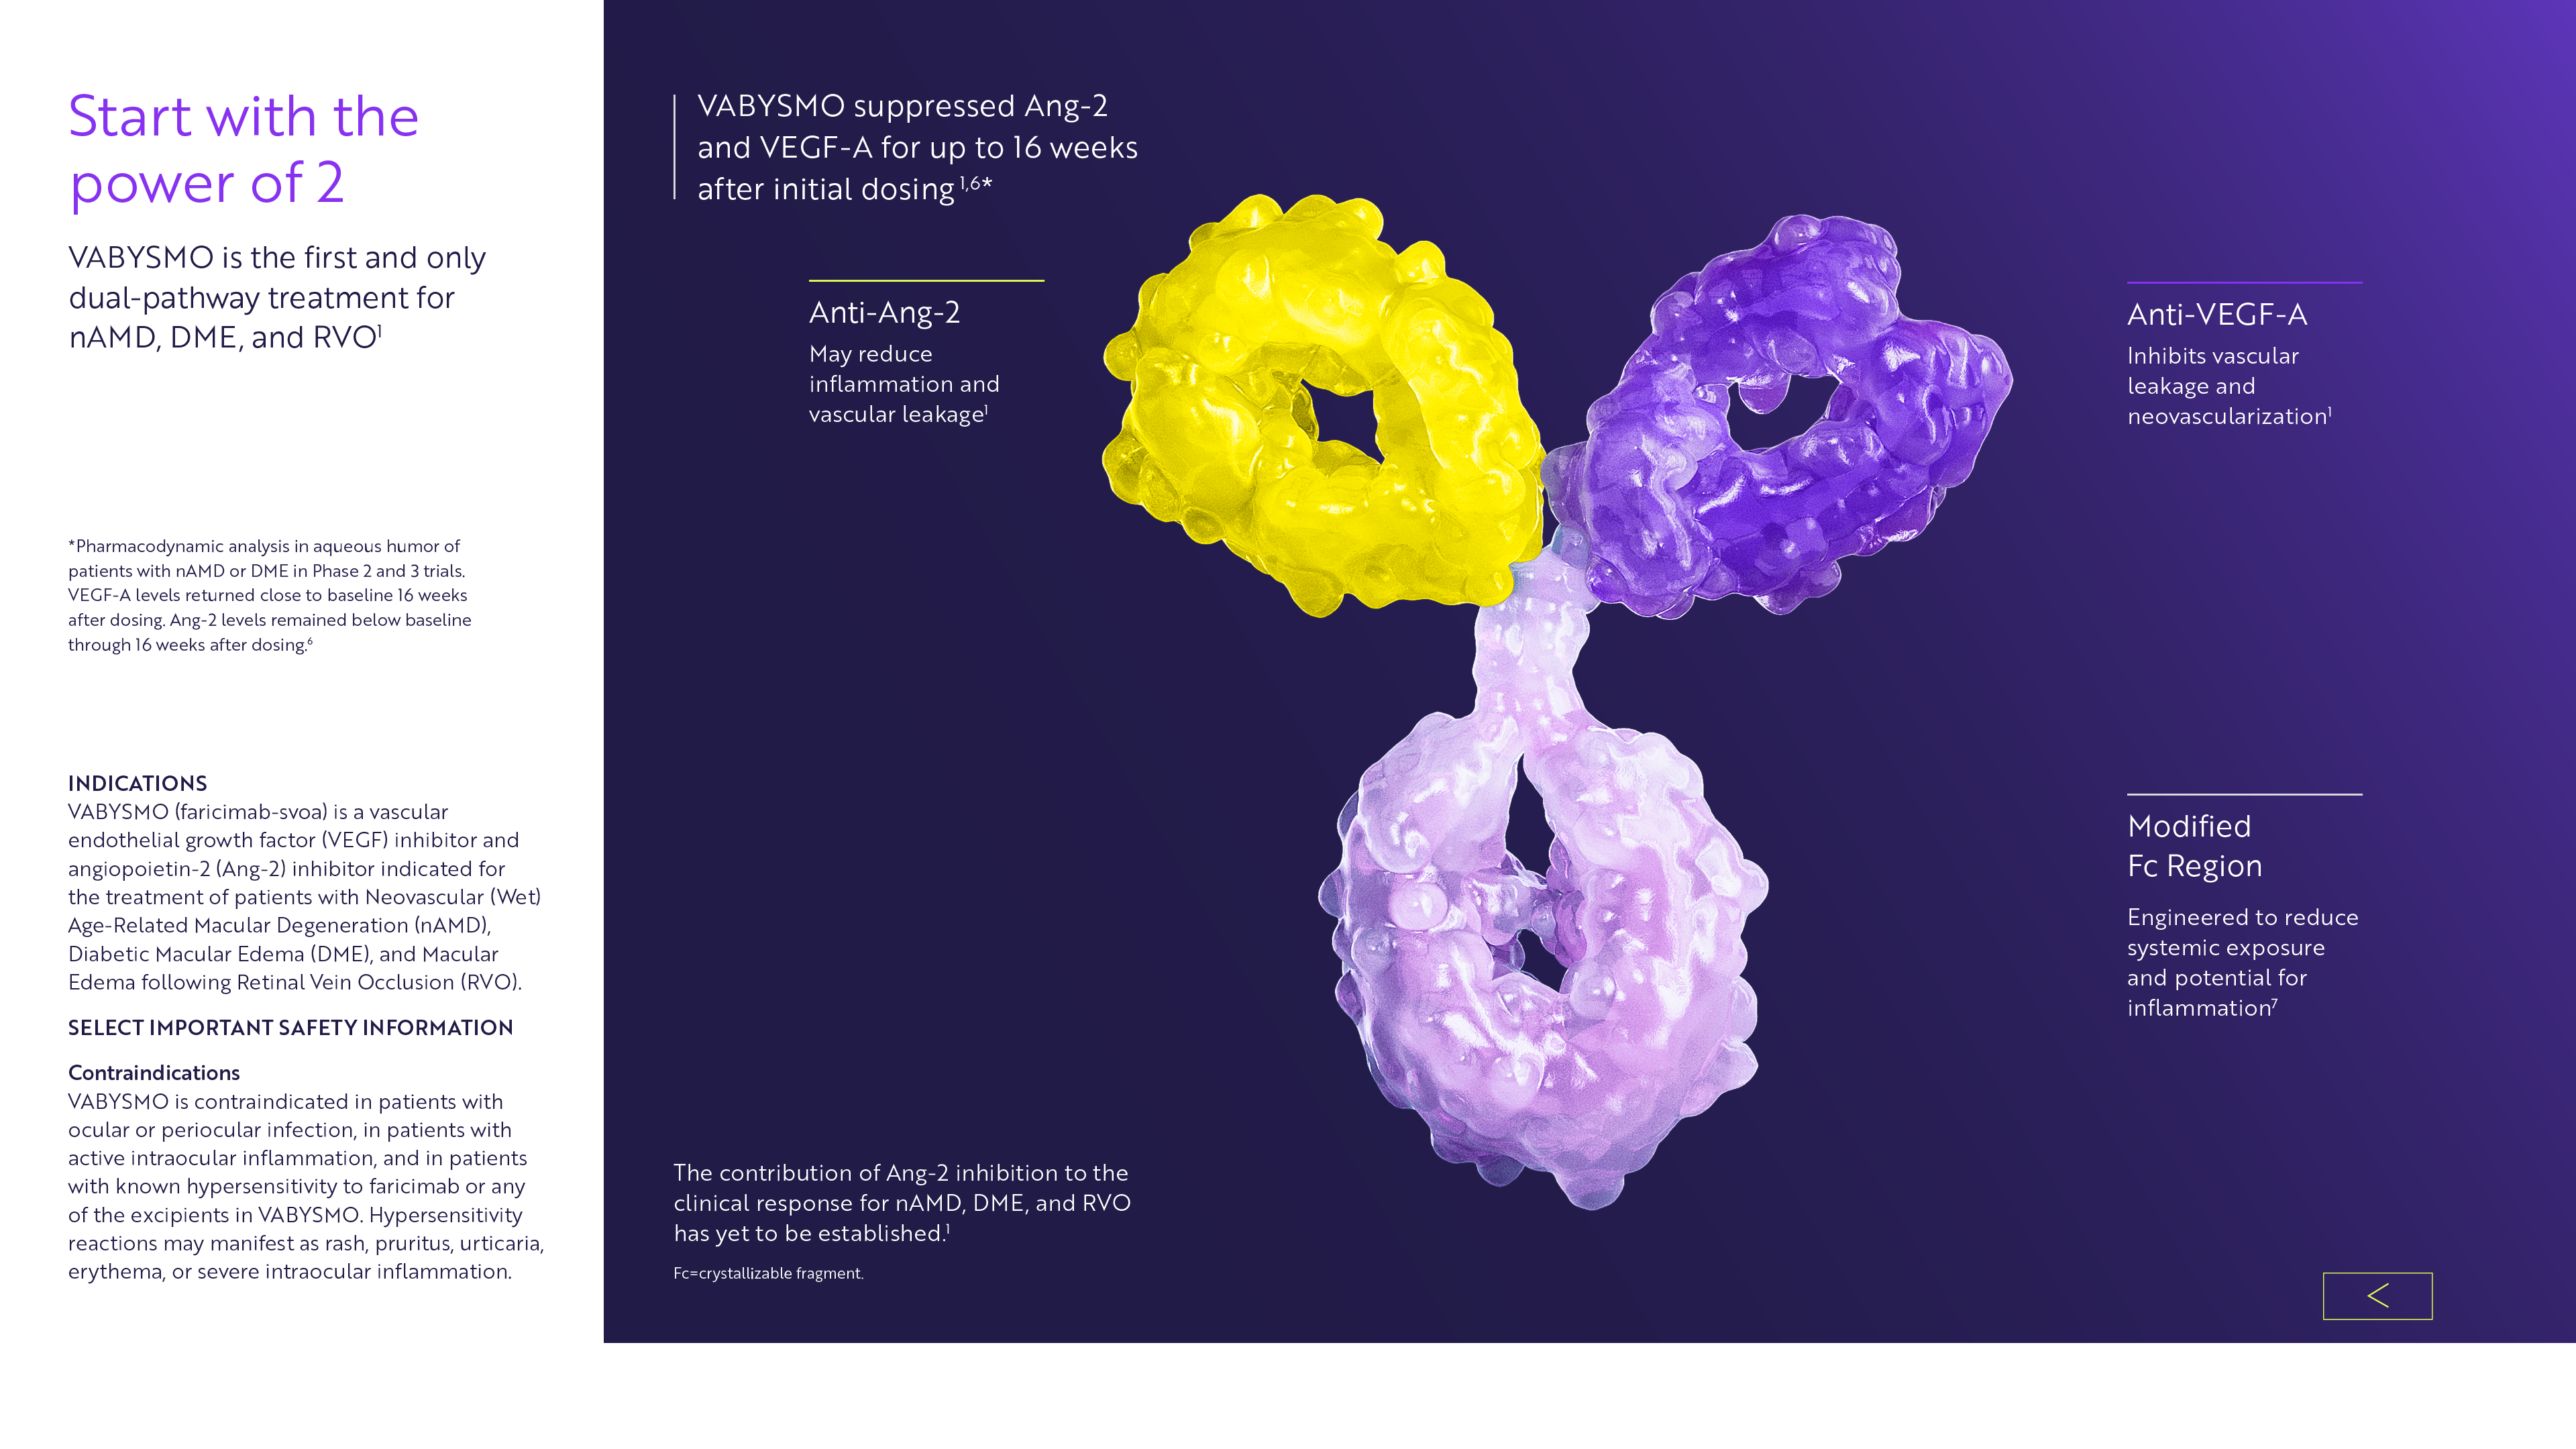 Start with the
power of 2
VABYSMO is the first and only
dual-pathway treatment for
nAMD, DME, and RVO¹
*Pharmacodynamic analysis in aqueous humor of
patients with nAMD or DME in Phase 2 and 3 trials.
VEGF-A levels returned close to baseline 16 weeks
after dosing. Ang-2 levels remained below baseline
through 16 weeks after dosing.⁶
INDICATIONS
VABYSMO (faricimab-svoa) is a vascular
endothelial growth factor (VEGF) inhibitor and
angiopoietin-2 (Ang-2) inhibitor indicated for
the treatment of patients with Neovascular (Wet)
Age-Related Macular Degeneration (nAMD),
Diabetic Macular Edema (DME), and Macular
Edema following Retinal Vein Occlusion (RVO).
SELECT IMPORTANT SAFETY INFORMATION
Contraindications
VABYSMO is contraindicated in patients with
ocular or periocular infection, in patients with
active intraocular inflammation, and in patients
with known hypersensitivity to faricimab or any
of the excipients in VABYSMO. Hypersensitivity
reactions may manifest as rash, pruritus, urticaria,
erythema, or severe intraocular inflammation.
VABYSMO suppressed Ang-2
and VEGF-A for up to 16 weeks
after initial dosing¹,⁶*
Anti-Ang-2
May reduce
inflammation and
vascular leakage¹
Anti-VEGF-A
Inhibits vascular
leakage and
neovascularization¹
Modified
Fc Region
Engineered to reduce
systemic exposure
and potential for
inflammation⁷
The contribution of Ang-2 inhibition to the
clinical response for nAMD, DME, and RVO
has yet to be established.¹
Fc=crystallizable fragment.